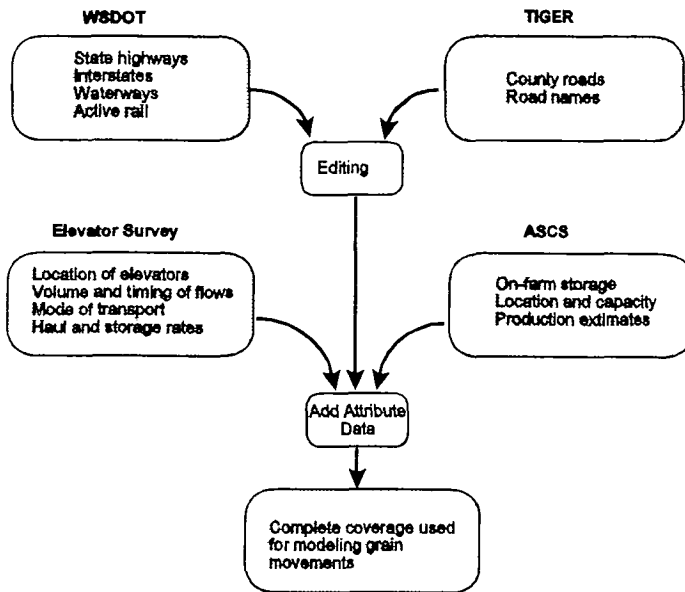 WSDOT
State highways
Interstates
Waterways
Active rail
TIGER
County roads
Road names
Editing
Elevator Survey
Location of elevators
Volume and timing of flows
Mode of transport
Haul and storage rates
ASCS
On-farm storage
Location and capacity
Production extimates
Add Attribute
Data
Complete coverage used
for modeling grain
movements